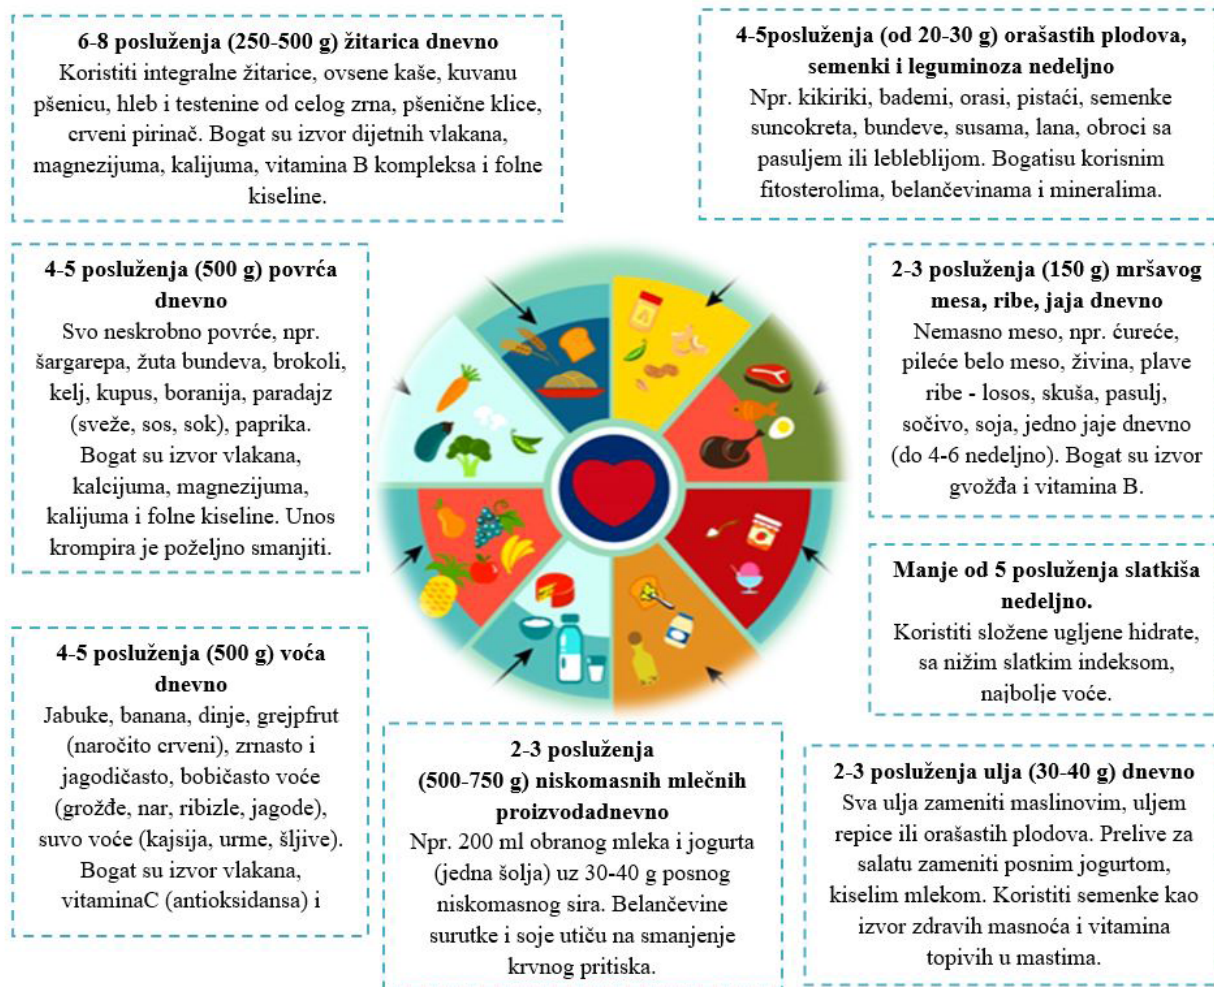 6-8 posluženja (250-500 g) žitarica dnevno
Koristiti integralne žitarice, ovsene kaše, kuvanu
pšenicu, hleb i testenine od celog zrna, pšenične klice,
crveni pirinač. Bogat su izvor dijetnih vlakana,
magnezijuma, kalijuma, vitamina B kompleksa i folne
kiseline.
4-5posluženja (od 20-30 g) orašastih plodova,
semenki i leguminoza nedeljno
Npr. kikiriki, bademi, orasi, pistaći, semenke
suncokreta, bundeve, susama, lana, obroci sa
pasuljem ili lebleblijom. Bogatisu korisnim
fitosterolima, belančevinama i mineralima.
4-5 posluženja (500 g) povrća
dnevno
Svo neskrobno povrće, npr.
šargarepa, žuta bundeva, brokoli,
kelj, kupus, boranija, paradajz
(sveže, sos, sok), paprika.
Bogat su izvor vlakana,
kalcijuma, magnezijuma,
kalijuma i folne kiseline. Unos
krompira je poželjno smanjiti.
2-3 posluženja (150 g) mršavog
mesa, ribe, jaja dnevno
Nemasno meso, npr. ćureće,
pileće belo meso, živina, plave
ribe - losos, skuša, pasulj,
sočivo, soja, jedno jaje dnevno
(do 4-6 nedeljno). Bogat su izvor
gvožđa i vitamina B.
Manje od 5 posluženja slatkiša
nedeljno.
Koristiti složene ugljene hidrate,
sa nižim slatkim indeksom,
najbolje voće.
4-5 posluženja (500 g) voća
dnevno
Jabuke, banana, dinje, grejpfrut
(naročito crveni), zrnasto i
jagodičasto, bobičasto voće
(grožđe, nar, ribizle, jagode),
suvo voće (kajsija, urme, šljive).
Bogat su izvor vlakana,
vitaminaC (antioksidansa) i
2-3 posluženja
(500-750 g) niskomasnih mlečnih
proizvodadnevno
Npr. 200 ml obranog mleka i jogurta
(jedna šolja) uz 30-40 g posnog
niskomasnog sira. Belančevine
surutke i soje utiču na smanjenje
krvnog pritiska.
2-3 posluženja ulja (30-40 g) dnevno
Sva ulja zameniti maslinovim, uljem
repice ili orašastih plodova. Prelive za
salatu zameniti posnim jogurtom,
kiselim mlekom. Koristiti semenke kao
izvor zdravih masnoća i vitamina
topivih u mastima.